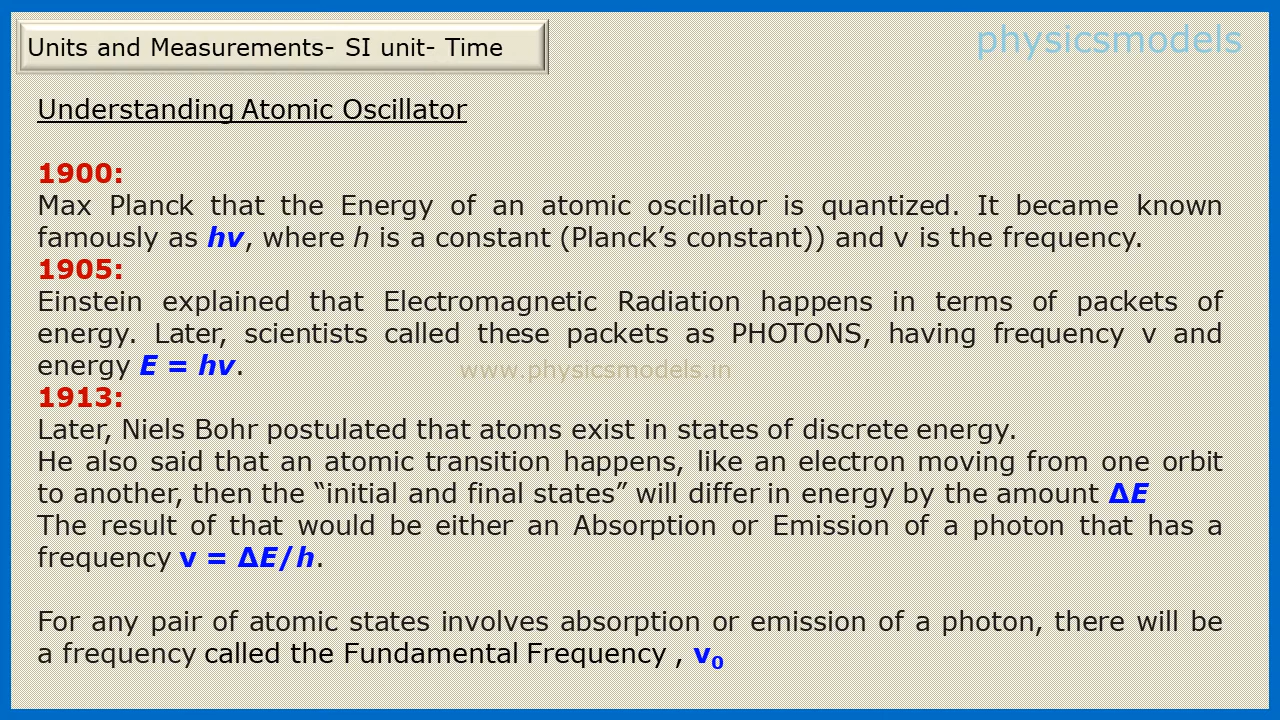 Units and Measurements- SI unit- Time
physicsmodels
Understanding Atomic Oscillator
1900:
Max Planck that the Energy of an atomic oscillator is quantized. It became known
famously as hv, where h is a constant (Planck’s constant)) and v is the frequency.
1905:
Einstein explained that Electromagnetic Radiation happens in terms of packets of
energy. Later, scientists called these packets as PHOTONS, having frequency v and
energy E = hv.
www.physicsmodels.in
1913:
Later, Niels Bohr postulated that atoms exist in states of discrete energy.
He also said that an atomic transition happens, like an electron moving from one orbit
to another, then the “initial and final states” will differ in energy by the amount ΔE
The result of that would be either an Absorption or Emission of a photon that has a
frequency v = ΔE/h.
For any pair of atomic states involves absorption or emission of a photon, there will be
a frequency called the Fundamental Frequency , v₀